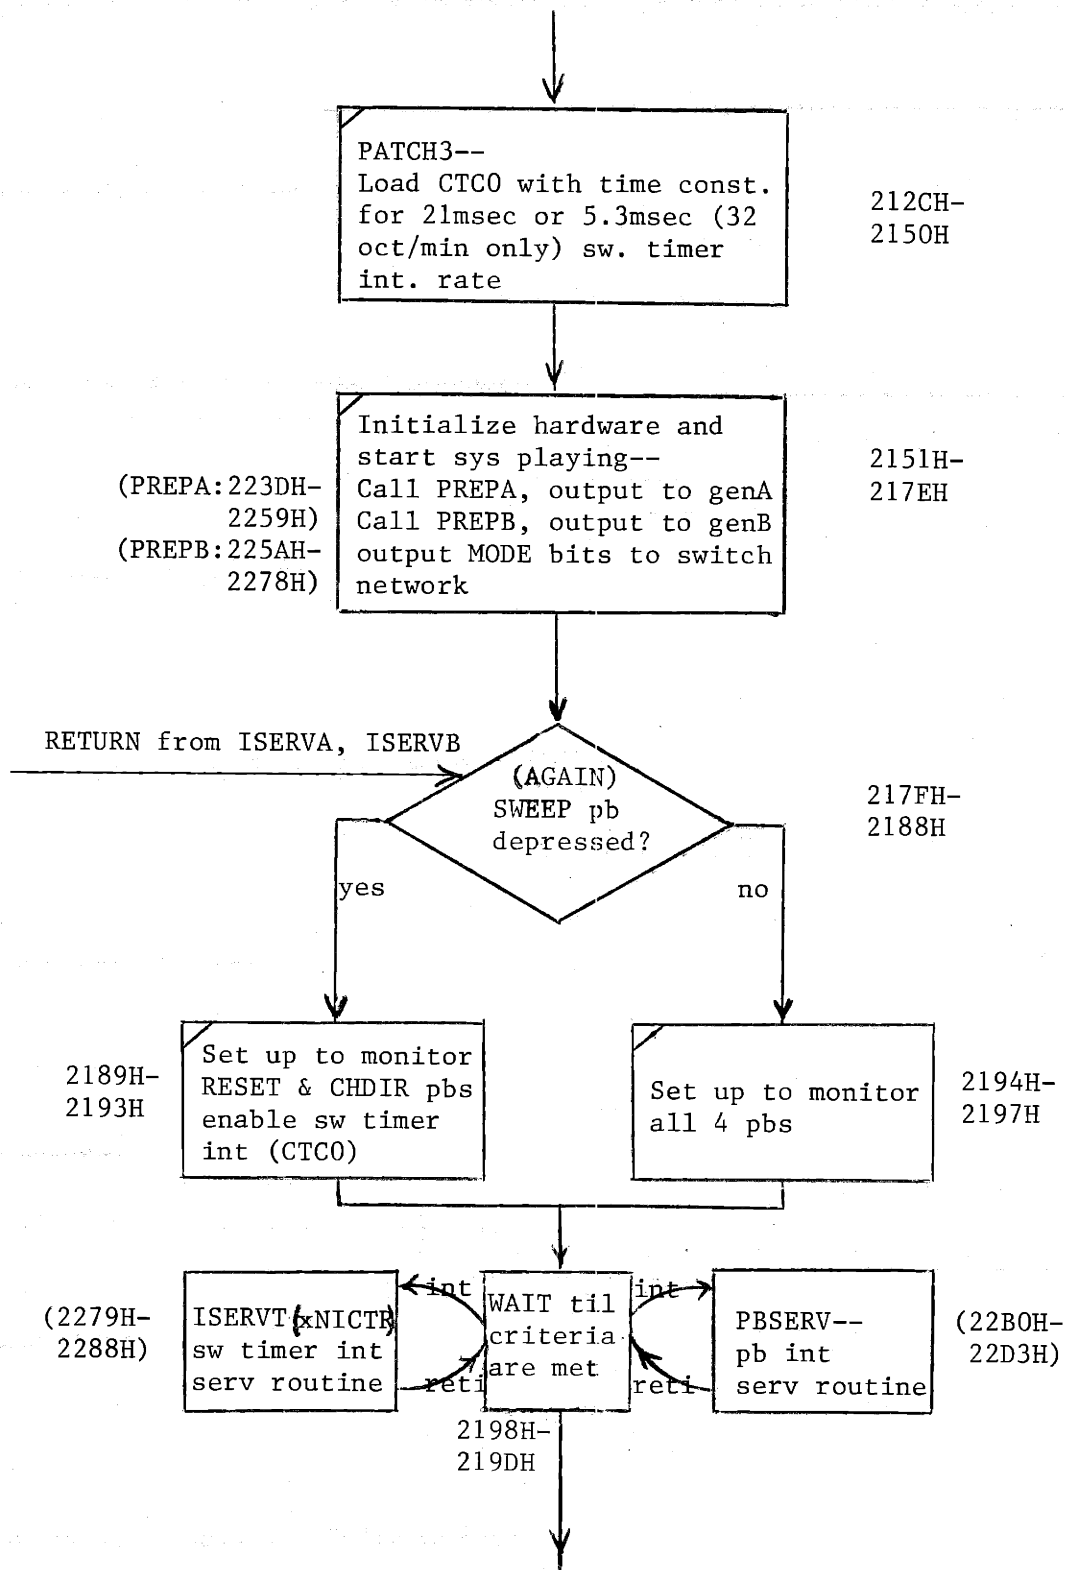 PATCH3--
Load CTC0 with time const.
for 21msec or 5.3msec (32
oct/min only) sw. timer
int. rate
212CH-
2150H
Initialize hardware and
start sys playing--
Call PREPA, output to genA
Call PREPB, output to genB
output MODE bits to switch
network
2151H-
217EH
(PREPA:223DH-
2259H)
(PREPB:225AH-
2278H)
RETURN from ISERVA, ISERVB
(AGAIN)
SWEEP pb
depressed?
217FH-
2188H
yes
no
2189H-
2193H
Set up to monitor
RESET & CHDIR pbs
enable sw timer
int (CTC0)
Set up to monitor
all 4 pbs
2194H-
2197H
(2279H-
2288H)
ISERVT(xNICTR)
sw timer int
serv routine
int
reti
WAIT til
criteria
are met
int
reti
PBSERV--
pb int
serv routine
(22B0H-
22D3H)
2198H-
219DH